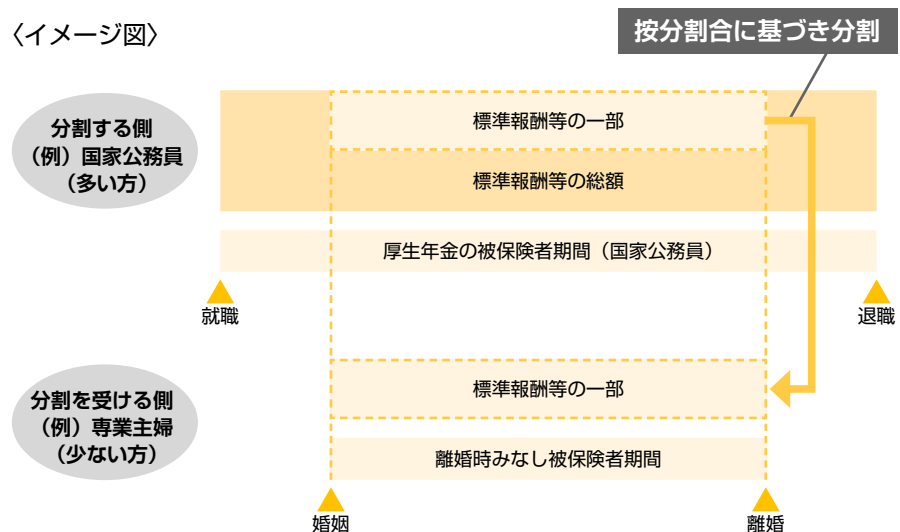 〈イメージ図〉
按分割合に基づき分割
分割する側
（例）国家公務員
（多い方）
標準報酬等の一部
標準報酬等の総額
厚生年金の被保険者期間（国家公務員）
就職
退職
分割を受ける側
（例）専業主婦
（少ない方）
標準報酬等の一部
離婚時みなし被保険者期間
婚姻
離婚